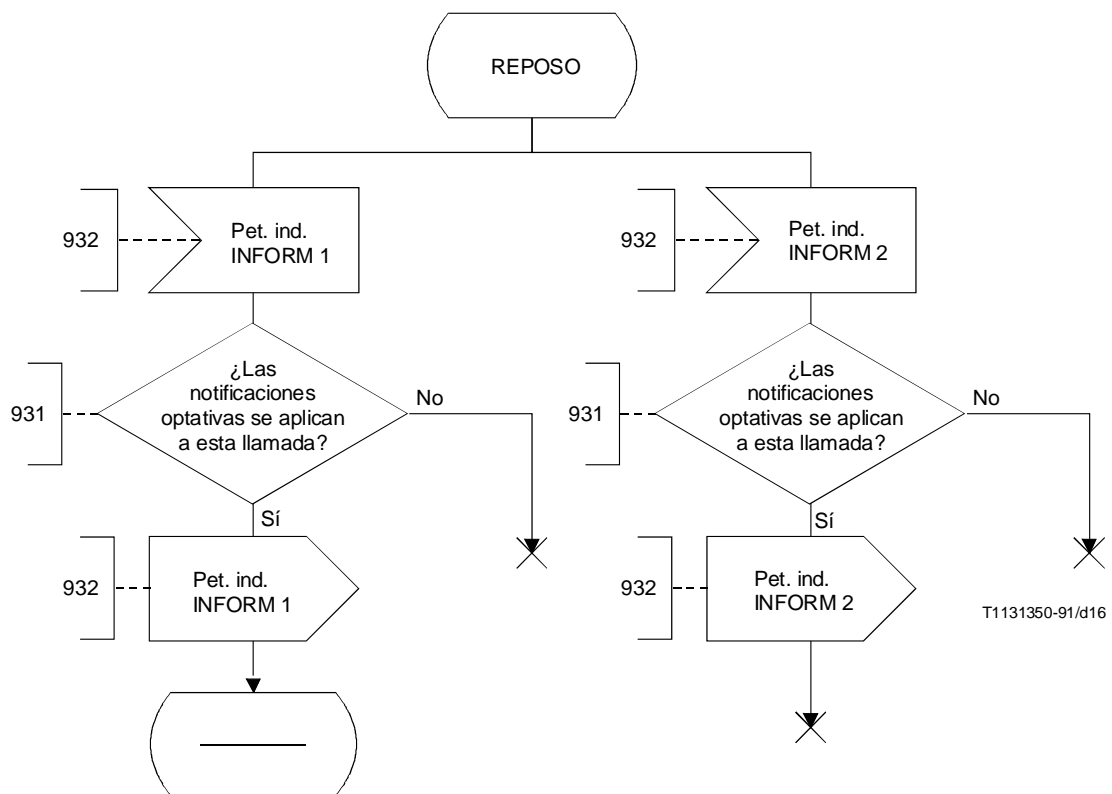 REPOSO
932
Pet. ind.
INFORM 1
932
Pet. ind.
INFORM 2
931
¿Las
notificaciones
optativas se aplican
a esta llamada?
No
931
¿Las
notificaciones
optativas se aplican
a esta llamada?
No
Sí
Sí
932
Pet. ind.
INFORM 1
932
Pet. ind.
INFORM 2
T1131350-91/d16